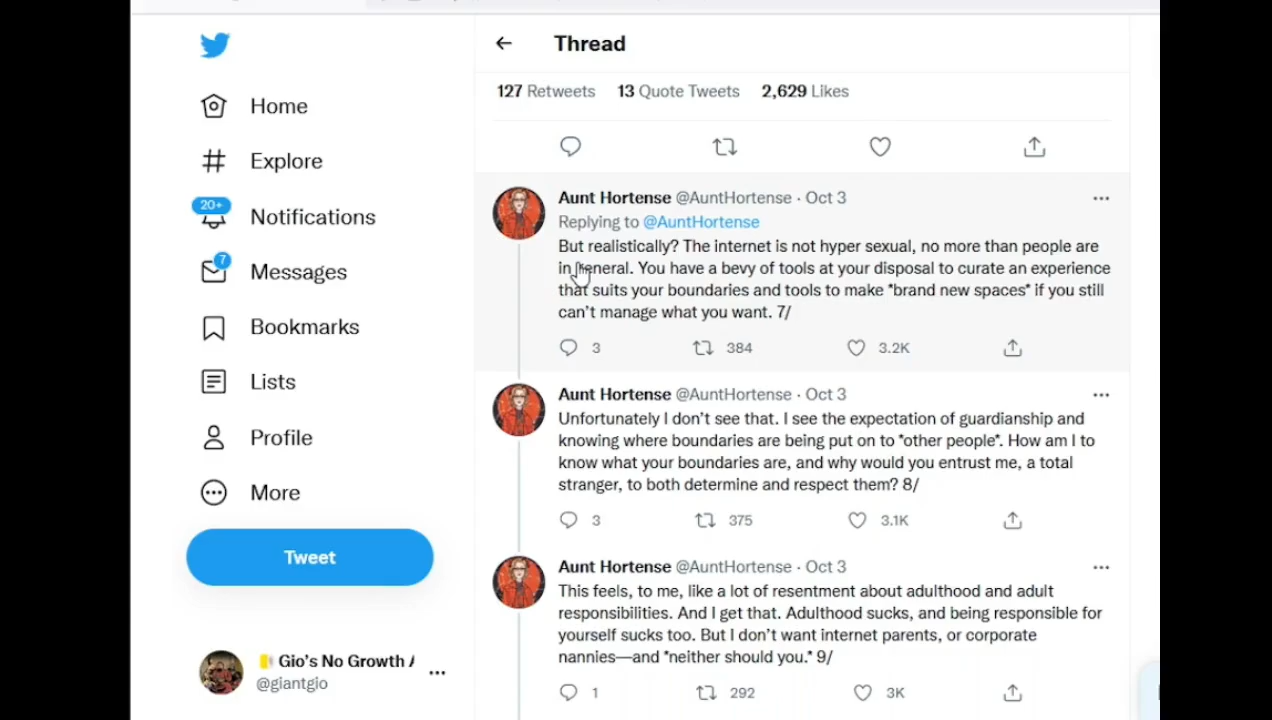 Thread
127 Retweets 13 Quote Tweets 2,629 Likes
Home
Explore
20+
Notifications
7
Messages
Bookmarks
Lists
Profile
More
Tweet
Gio's No Growth
@giantgio
Aunt Hortense @AuntHortense · Oct 3
Replying to @AuntHortense
But realistically? The internet is not hyper sexual, no more than people are
in general. You have a bevy of tools at your disposal to curate an experience
that suits your boundaries and tools to make *brand new spaces* if you still
can't manage what you want. 7/
3 384 3.2K
Aunt Hortense @AuntHortense · Oct 3
Unfortunately I don't see that. I see the expectation of guardianship and
knowing where boundaries are being put on to *other people*. How am I to
know what your boundaries are, and why would you entrust me, a total
stranger, to both determine and respect them? 8/
3 375 3.1K
Aunt Hortense @AuntHortense · Oct 3
This feels, to me, like a lot of resentment about adulthood and adult
responsibilities. And I get that. Adulthood sucks, and being responsible for
yourself sucks too. But I don't want internet parents, or corporate
nannies—and *neither should you.* 9/
1 292 3K